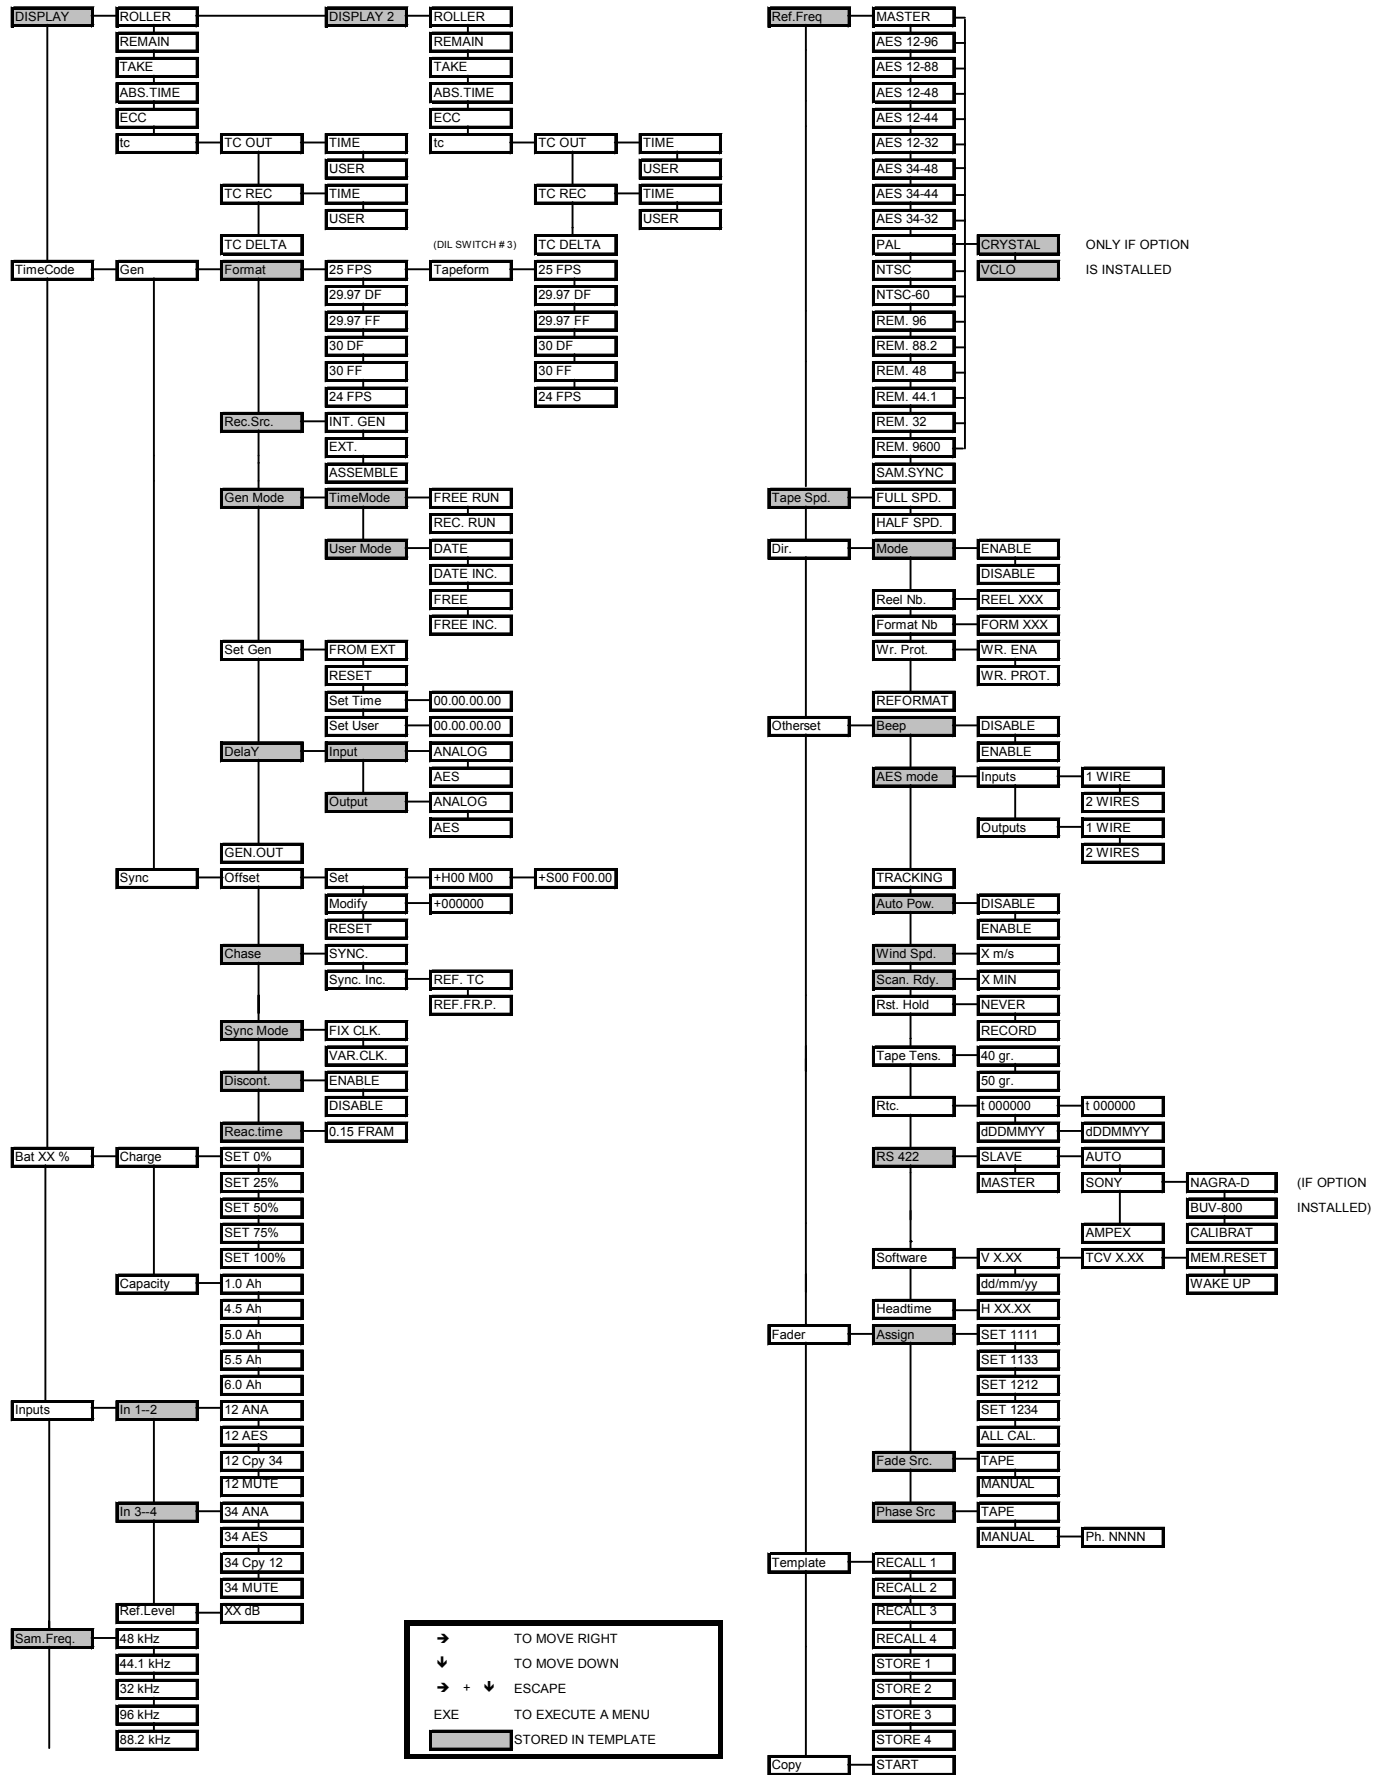 DISPLAY ROLLER DISPLAY 2 ROLLER
REMAIN REMAIN
TAKE TAKE
ABS.TIME ABS.TIME
ECC ECC
tc TC OUT TIME tc TC OUT TIME
USER USER
TC REC TIME TC REC TIME
USER USER
TC DELTA (DIL SWITCH # 3) TC DELTA
TimeCode Gen Format 25 FPS Tapeform 25 FPS
29.97 DF 29.97 DF
29.97 FF 29.97 FF
30 DF 30 DF
30 FF 30 FF
24 FPS 24 FPS
Rec.Src. INT. GEN
EXT.
ASSEMBLE
Gen Mode TimeMode FREE RUN
REC. RUN
User Mode DATE
DATE INC.
FREE
FREE INC.
Set Gen FROM EXT
RESET
Set Time 00.00.00.00
Set User 00.00.00.00
DelaY Input ANALOG
AES
Output ANALOG
AES
GEN.OUT
Sync Offset Set +H00 M00 +S00 F00.00
Modify +000000
RESET
Chase SYNC.
Sync. Inc. REF. TC
REF.FR.P.
Sync Mode FIX CLK.
VAR.CLK.
Discont. ENABLE
DISABLE
Reac.time 0.15 FRAM
Bat XX % Charge SET 0%
SET 25%
SET 50%
SET 75%
SET 100%
Capacity 1.0 Ah
4.5 Ah
5.0 Ah
5.5 Ah
6.0 Ah
Inputs In 1--2 12 ANA
12 AES
12 Cpy 34
12 MUTE
In 3--4 34 ANA
34 AES
34 Cpy 12
34 MUTE
Ref.Level XX dB
Sam.Freq. 48 kHz
44.1 kHz
32 kHz
96 kHz
88.2 kHz
➔ TO MOVE RIGHT
🡻 TO MOVE DOWN
➔ + 🡻 ESCAPE
EXE TO EXECUTE A MENU
STORED IN TEMPLATE
Ref.Freq MASTER
AES 12-96
AES 12-88
AES 12-48
AES 12-44
AES 12-32
AES 34-48
AES 34-44
AES 34-32
PAL CRYSTAL ONLY IF OPTION
NTSC VCLO IS INSTALLED
NTSC-60
REM. 96
REM. 88.2
REM. 48
REM. 44.1
REM. 32
REM. 9600
SAM.SYNC
Tape Spd. FULL SPD.
HALF SPD.
Dir. Mode ENABLE
DISABLE
Reel Nb. REEL XXX
Format Nb FORM XXX
Wr. Prot. WR. ENA
WR. PROT.
REFORMAT
Otherset Beep DISABLE
ENABLE
AES mode Inputs 1 WIRE
2 WIRES
Outputs 1 WIRE
2 WIRES
TRACKING
Auto Pow. DISABLE
ENABLE
Wind Spd. X m/s
Scan. Rdy. X MIN
Rst. Hold NEVER
RECORD
Tape Tens. 40 gr.
50 gr.
Rtc. t 000000 t 000000
dDDMMYY dDDMMYY
RS 422 SLAVE AUTO
MASTER SONY NAGRA-D (IF OPTION
BUV-800 INSTALLED)
AMPEX CALIBRAT
Software V X.XX TCV X.XX MEM.RESET
dd/mm/yy WAKE UP
Headtime H XX.XX
Fader Assign SET 1111
SET 1133
SET 1212
SET 1234
ALL CAL.
Fade Src. TAPE
MANUAL
Phase Src TAPE
MANUAL Ph. NNNN
Template RECALL 1
RECALL 2
RECALL 3
RECALL 4
STORE 1
STORE 2
STORE 3
STORE 4
Copy START